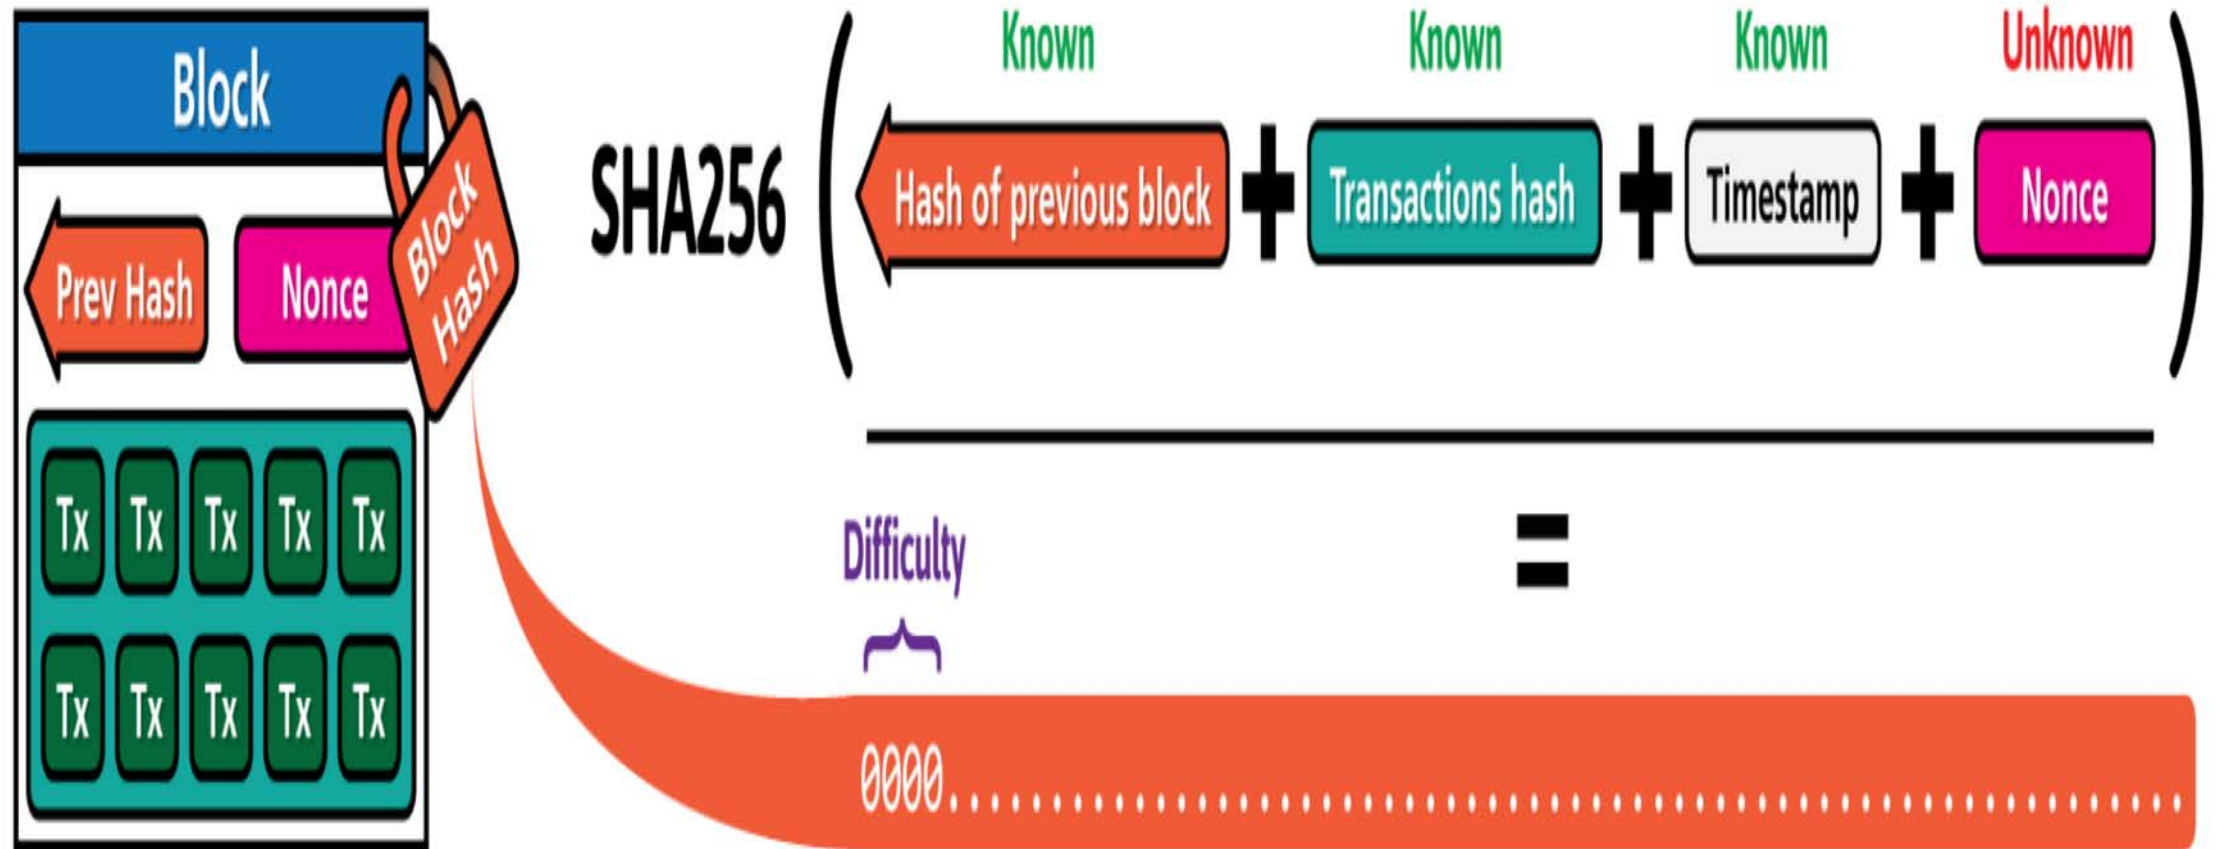 Block
Prev Hash
Nonce
Block
Hash
Tx Tx Tx Tx Tx
Tx Tx Tx Tx Tx
Known Known Known Unknown
SHA256 ( Hash of previous block + Transactions hash + Timestamp + Nonce )
Difficulty
=
0000............................................................